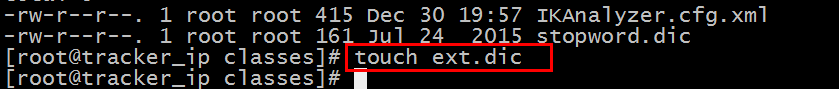 -rw-r--r--. 1 root root 415 Dec 30 19:57 IKAnalyzer.cfg.xml
-rw-r--r--. 1 root root 161 Jul 24  2015 stopword.dic
[root@tracker_ip classes]# touch ext.dic
[root@tracker_ip classes]#